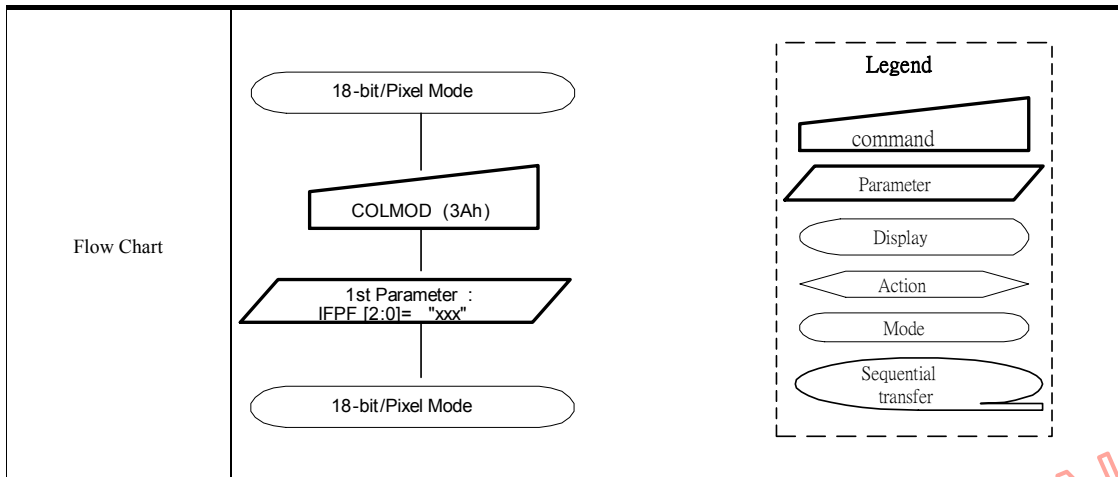 Flow Chart
18-bit/Pixel Mode
COLMOD (3Ah)
1st Parameter :
IFPF [2:0]= "xxx"
18-bit/Pixel Mode
Legend
command
Parameter
Display
Action
Mode
Sequential
transfer